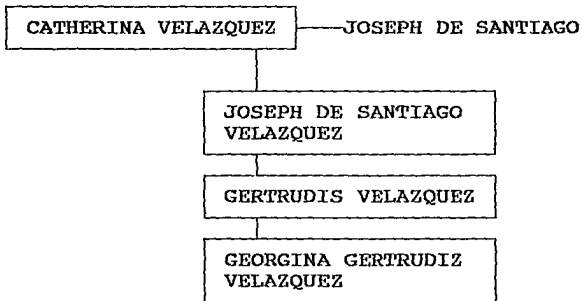 CATHERINA VELAZQUEZ JOSEPH DE SANTIAGO
JOSEPH DE SANTIAGO
VELAZQUEZ
GERTRUDIS VELAZQUEZ
GEORGINA GERTRUDIZ
VELAZQUEZ